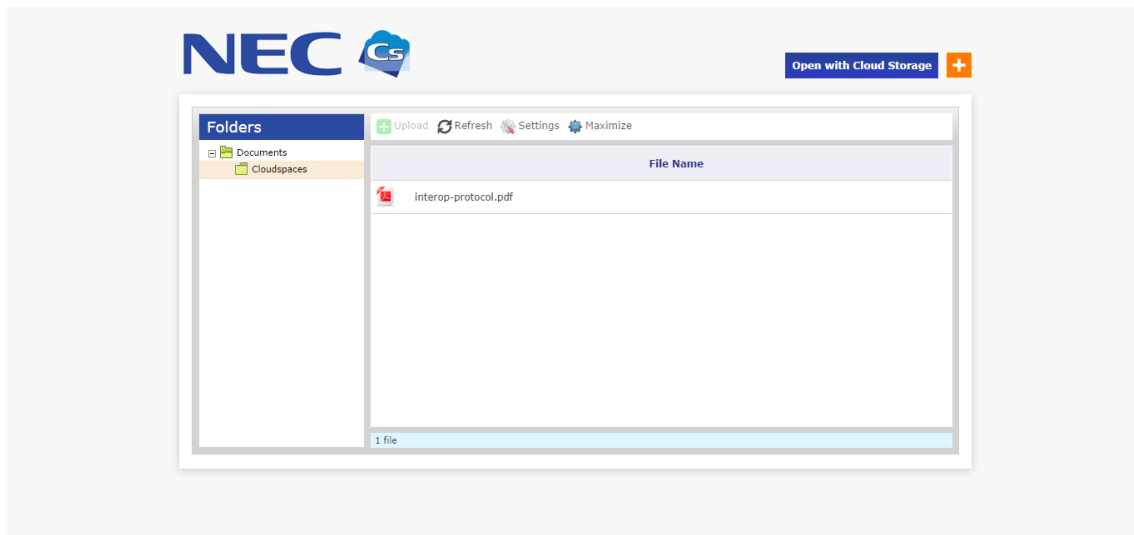 NEC Cs
Open with Cloud Storage +
Folders
Upload Refresh Settings Maximize
Documents
Cloudspaces
File Name
interop-protocol.pdf
1 file